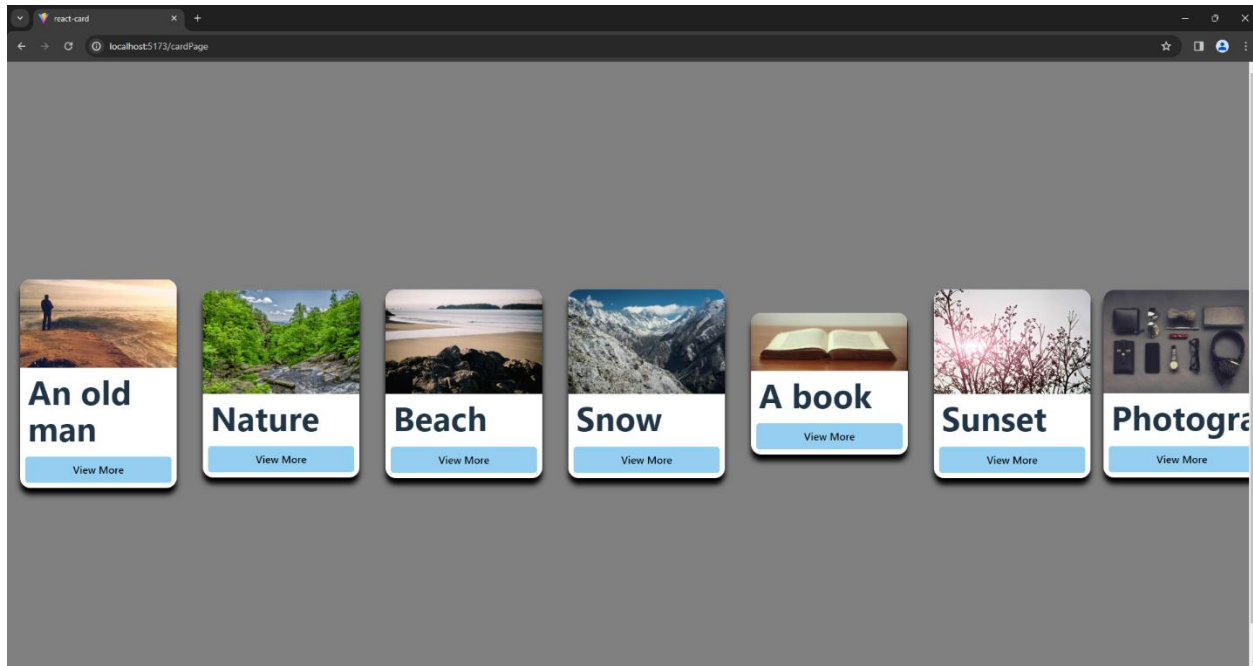 react-card
localhost:5173/cardPage
An old
man
View More
Nature
View More
Beach
View More
Snow
View More
A book
View More
Sunset
View More
Photogra
View More